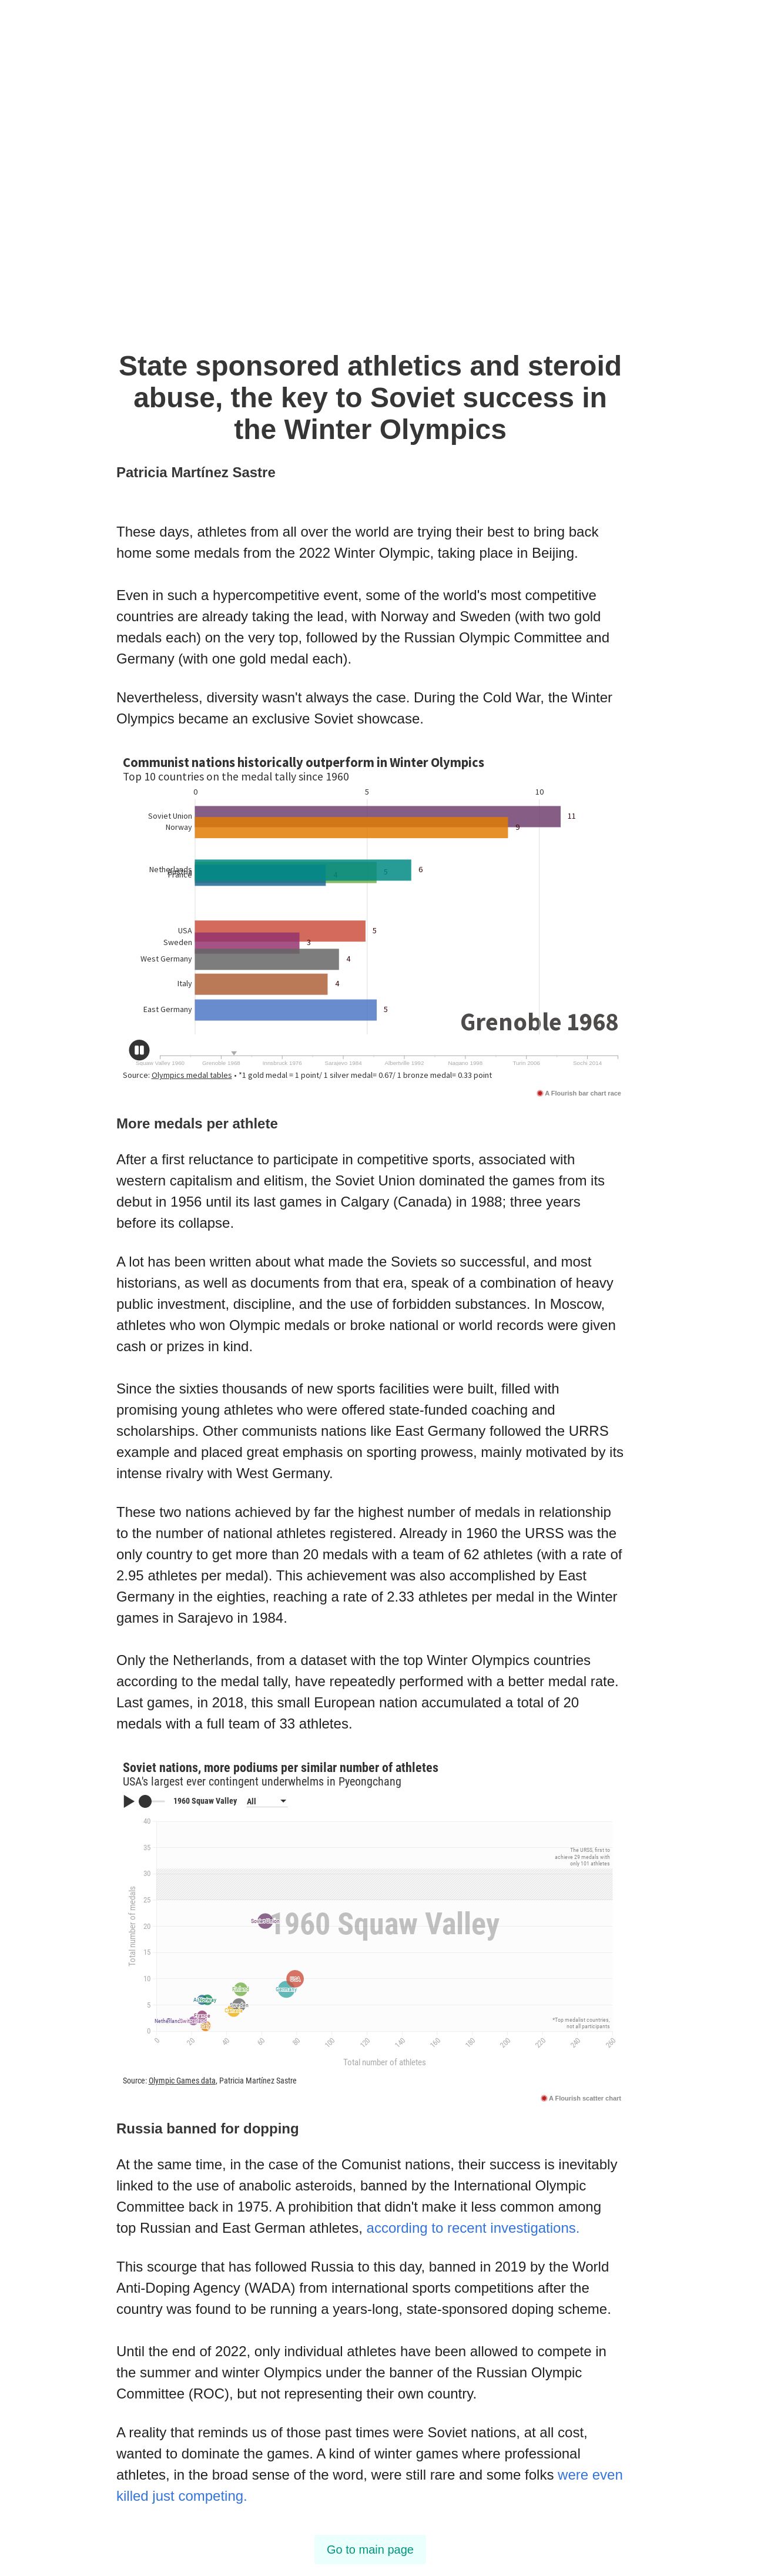 State sponsored athletics and steroid
abuse, the key to Soviet success in
the Winter Olympics
Patricia Martínez Sastre
These days, athletes from all over the world are trying their best to bring back
home some medals from the 2022 Winter Olympic, taking place in Beijing.
Even in such a hypercompetitive event, some of the world's most competitive
countries are already taking the lead, with Norway and Sweden (with two gold
medals each) on the very top, followed by the Russian Olympic Committee and
Germany (with one gold medal each).
Nevertheless, diversity wasn't always the case. During the Cold War, the Winter
Olympics became an exclusive Soviet showcase.
Communist nations historically outperform in Winter Olympics
Top 10 countries on the medal tally since 1960
0 5 10
Soviet Union 11
Norway 9
Netherlands 6
5
France
USA 5
Sweden 3
West Germany 4
Italy 4
East Germany 5
Grenoble 1968
Squaw Valley 1960 Grenoble 1968 Innsbruck 1976 Sarajevo 1984 Albertville 1992 Nagano 1998 Turin 2006 Sochi 2014
Source: Olympics medal tables • *1 gold medal = 1 point/ 1 silver medal= 0.67/ 1 bronze medal= 0.33 point
A Flourish bar chart race
More medals per athlete
After a first reluctance to participate in competitive sports, associated with
western capitalism and elitism, the Soviet Union dominated the games from its
debut in 1956 until its last games in Calgary (Canada) in 1988; three years
before its collapse.
A lot has been written about what made the Soviets so successful, and most
historians, as well as documents from that era, speak of a combination of heavy
public investment, discipline, and the use of forbidden substances. In Moscow,
athletes who won Olympic medals or broke national or world records were given
cash or prizes in kind.
Since the sixties thousands of new sports facilities were built, filled with
promising young athletes who were offered state-funded coaching and
scholarships. Other communists nations like East Germany followed the URRS
example and placed great emphasis on sporting prowess, mainly motivated by its
intense rivalry with West Germany.
These two nations achieved by far the highest number of medals in relationship
to the number of national athletes registered. Already in 1960 the URSS was the
only country to get more than 20 medals with a team of 62 athletes (with a rate of
2.95 athletes per medal). This achievement was also accomplished by East
Germany in the eighties, reaching a rate of 2.33 athletes per medal in the Winter
games in Sarajevo in 1984.
Only the Netherlands, from a dataset with the top Winter Olympics countries
according to the medal tally, have repeatedly performed with a better medal rate.
Last games, in 2018, this small European nation accumulated a total of 20
medals with a full team of 33 athletes.
Soviet nations, more podiums per similar number of athletes
USA's largest ever contingent underwhelms in Pyeongchang
1960 Squaw Valley All
40
35
The URSS, first to
achieve 29 medals with
only 101 athletes
30
25
1960 Squaw Valley
Soviet Union
20
15
10
USA
Germany
Finland
5
Norway
Sweden
France
Netherlands
*Top medalist countries,
not all participants
0
Total number of medals
0 20 40 60 80 100 120 140 160 180 200 220 240 260
Total number of athletes
Source: Olympic Games data, Patricia Martínez Sastre
A Flourish scatter chart
Russia banned for dopping
At the same time, in the case of the Comunist nations, their success is inevitably
linked to the use of anabolic asteroids, banned by the International Olympic
Committee back in 1975. A prohibition that didn't make it less common among
top Russian and East German athletes, according to recent investigations.
This scourge that has followed Russia to this day, banned in 2019 by the World
Anti-Doping Agency (WADA) from international sports competitions after the
country was found to be running a years-long, state-sponsored doping scheme.
Until the end of 2022, only individual athletes have been allowed to compete in
the summer and winter Olympics under the banner of the Russian Olympic
Committee (ROC), but not representing their own country.
A reality that reminds us of those past times were Soviet nations, at all cost,
wanted to dominate the games. A kind of winter games where professional
athletes, in the broad sense of the word, were still rare and some folks were even
killed just competing.
Go to main page